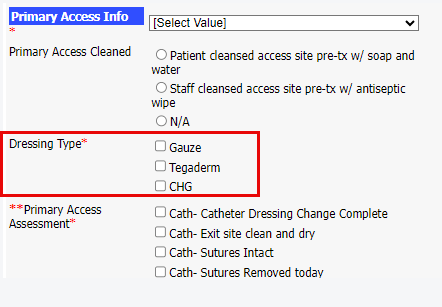 Primary Access Info
*
[Select Value]
Primary Access Cleaned
Patient cleansed access site pre-tx w/ soap and
water
Staff cleansed access site pre-tx w/ antiseptic
wipe
N/A
Dressing Type*
Gauze
Tegaderm
CHG
**Primary Access
Assessment*
Cath- Catheter Dressing Change Complete
Cath- Exit site clean and dry
Cath- Sutures Intact
Cath- Sutures Removed today